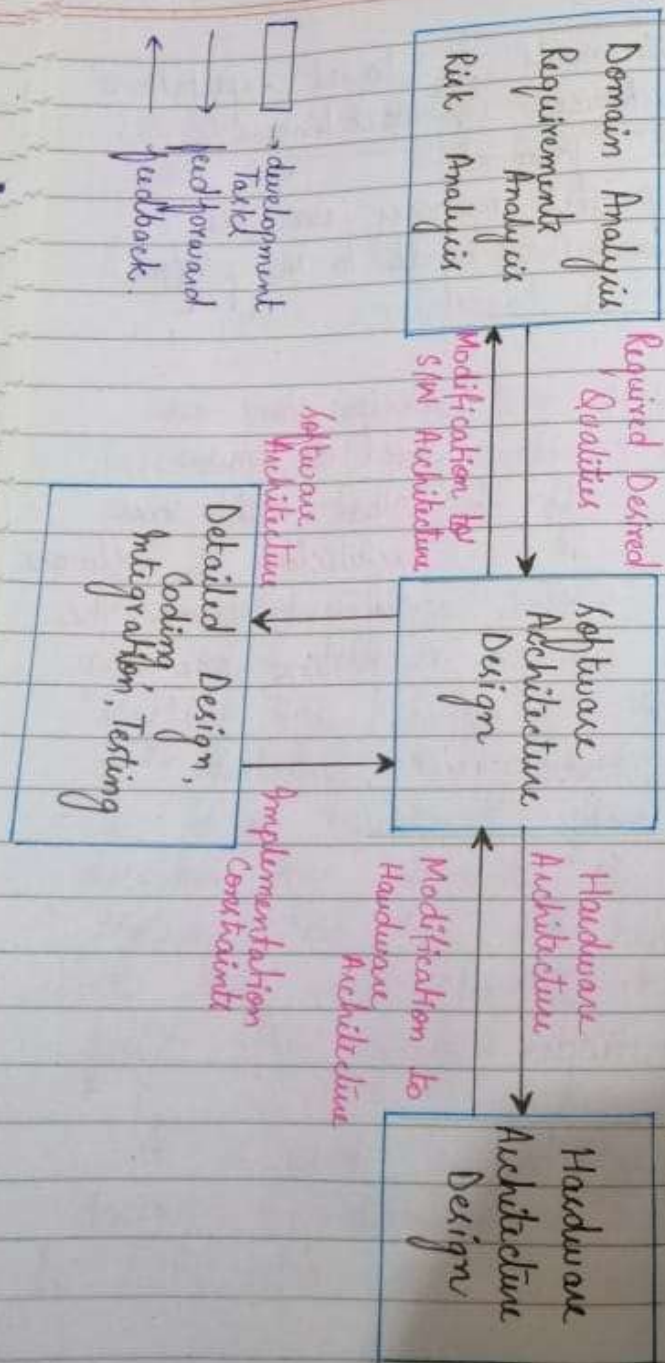 Domain Analysis
Requirements
Analysis
Risk Analysis
Required Desired
Qualities
Modification to
S/W Architecture
Software
Architecture
Design
Hardware
Architecture
Modification to
Hardware
Architecture
Hardware
Architecture
Design
Software
Architecture
Implementation
Constraints
Detailed Design,
Coding
Integration, Testing
→ development
Task
feedforward
feedback.